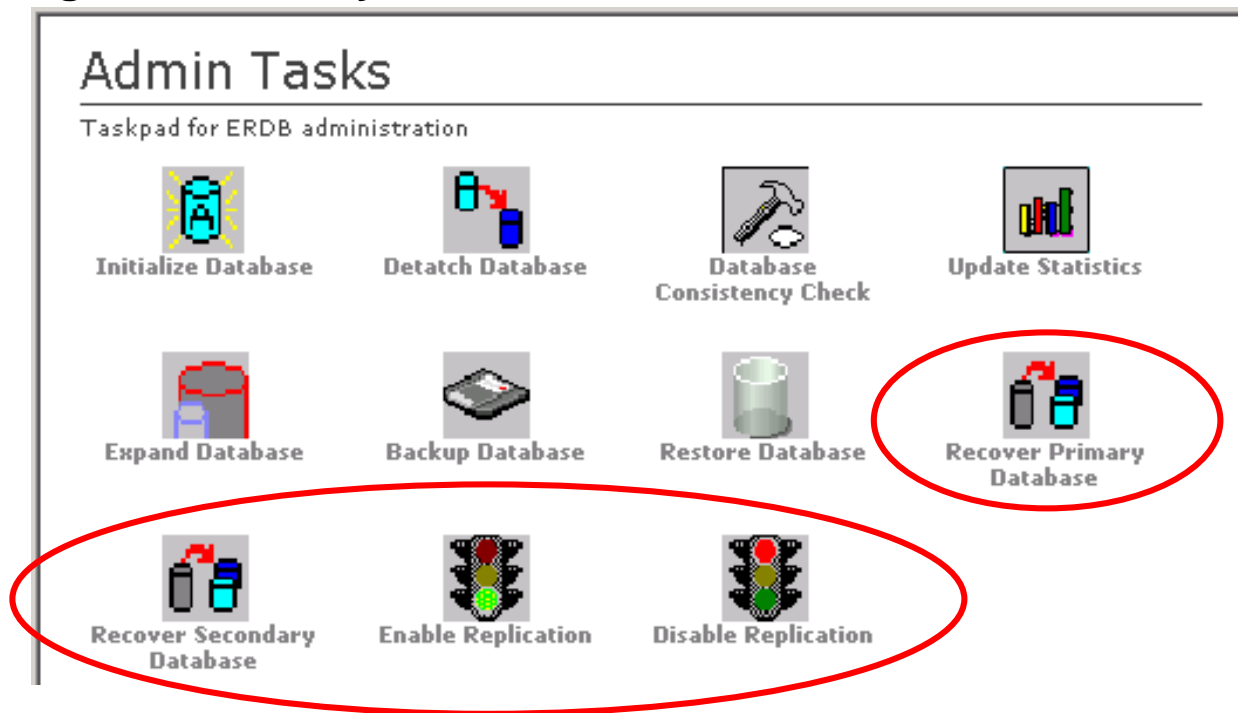 Admin Tasks
Taskpad for ERDB administration
Initialize Database
Detatch Database
Database
Consistency Check
Update Statistics
Expand Database
Backup Database
Restore Database
Recover Primary
Database
Recover Secondary
Database
Enable Replication
Disable Replication